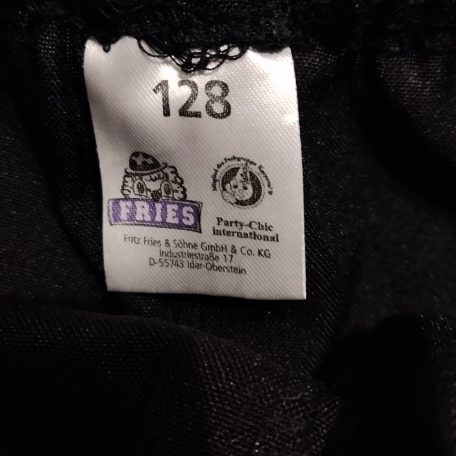 128
FRIES
Party-Chic
international
Fritz Fries & Söhne GmbH & Co. KG
Industriestraße 17
D-55743 Idar-Oberstein